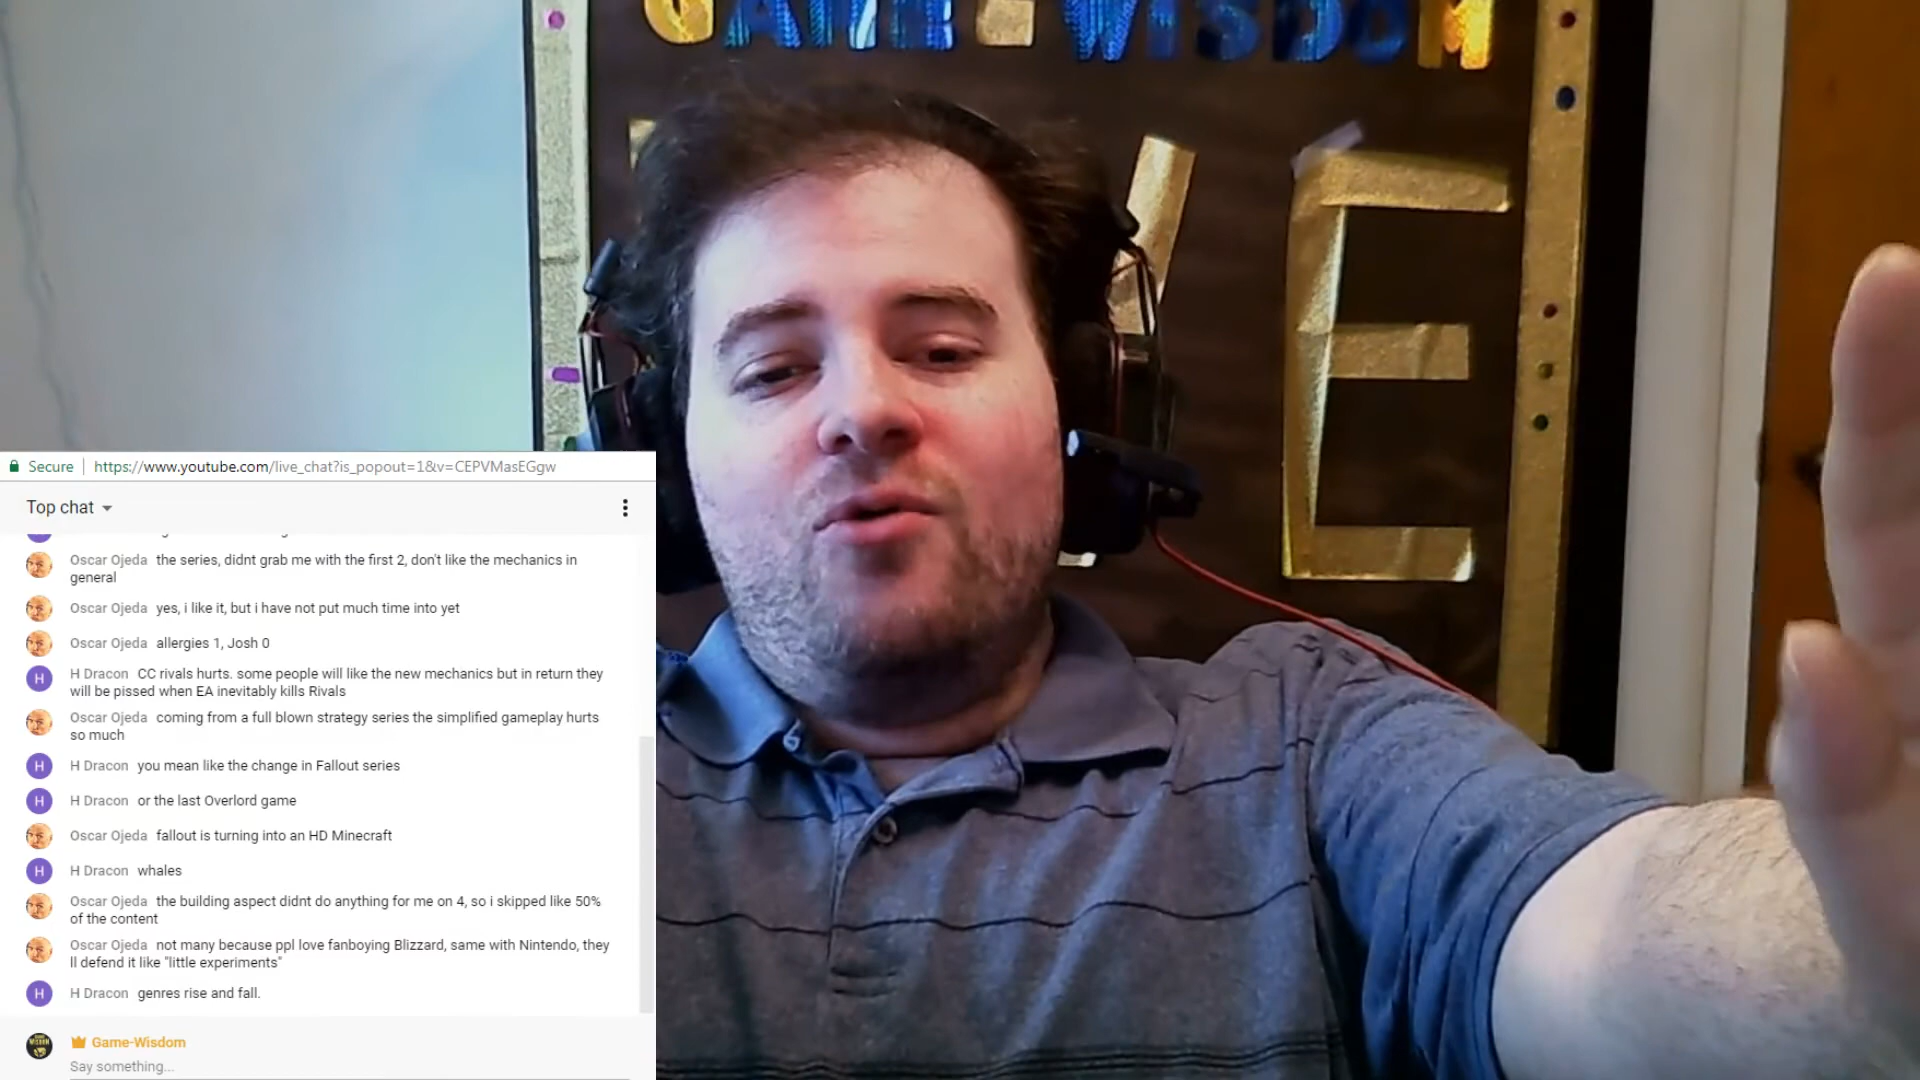 GAME-WISDOM
VE
Secure https://www.youtube.com/live_chat?is_popout=1&v=CEPVMasEGgw
Top chat
Oscar Ojeda the series, didnt grab me with the first 2, don't like the mechanics in
general
Oscar Ojeda yes, i like it, but i have not put much time into yet
Oscar Ojeda allergies 1, Josh 0
H
H Dracon CC rivals hurts. some people will like the new mechanics but in return they
will be pissed when EA inevitably kills Rivals
Oscar Ojeda coming from a full blown strategy series the simplified gameplay hurts
so much
H
H Dracon you mean like the change in Fallout series
H
H Dracon or the last Overlord game
Oscar Ojeda fallout is turning into an HD Minecraft
H
H Dracon whales
Oscar Ojeda the building aspect didnt do anything for me on 4, so i skipped like 50%
of the content
Oscar Ojeda not many because ppl love fanboying Blizzard, same with Nintendo, they
ll defend it like "little experiments"
H
H Dracon genres rise and fall.
Game-Wisdom
Say something...